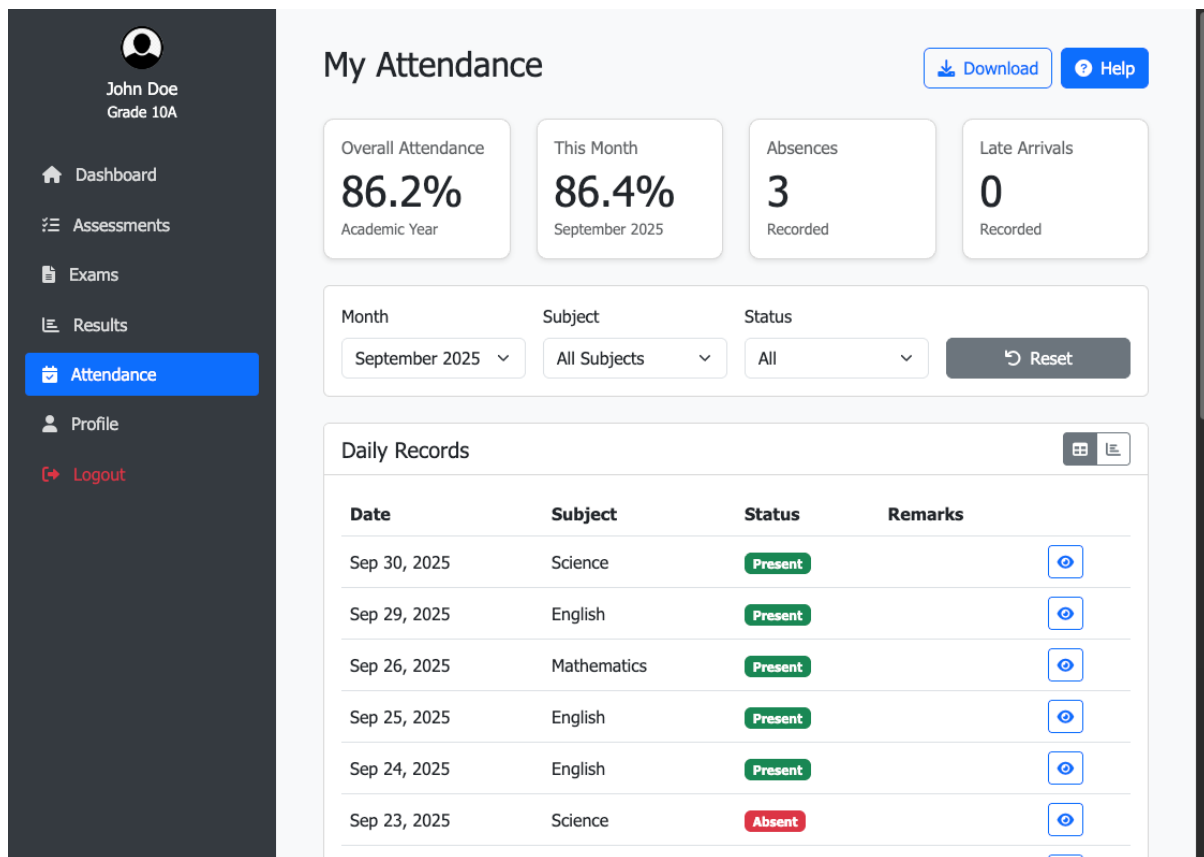 John Doe
Grade 10A
Dashboard
Assessments
Exams
Results
Attendance
Profile
Logout
My Attendance
Download
Help
Overall Attendance
86.2%
Academic Year
This Month
86.4%
September 2025
Absences
3
Recorded
Late Arrivals
0
Recorded
Month
Subject
Status
September 2025
All Subjects
All
Reset
Daily Records
Date Subject Status Remarks
Sep 30, 2025 Science Present
Sep 29, 2025 English Present
Sep 26, 2025 Mathematics Present
Sep 25, 2025 English Present
Sep 24, 2025 English Present
Sep 23, 2025 Science Absent